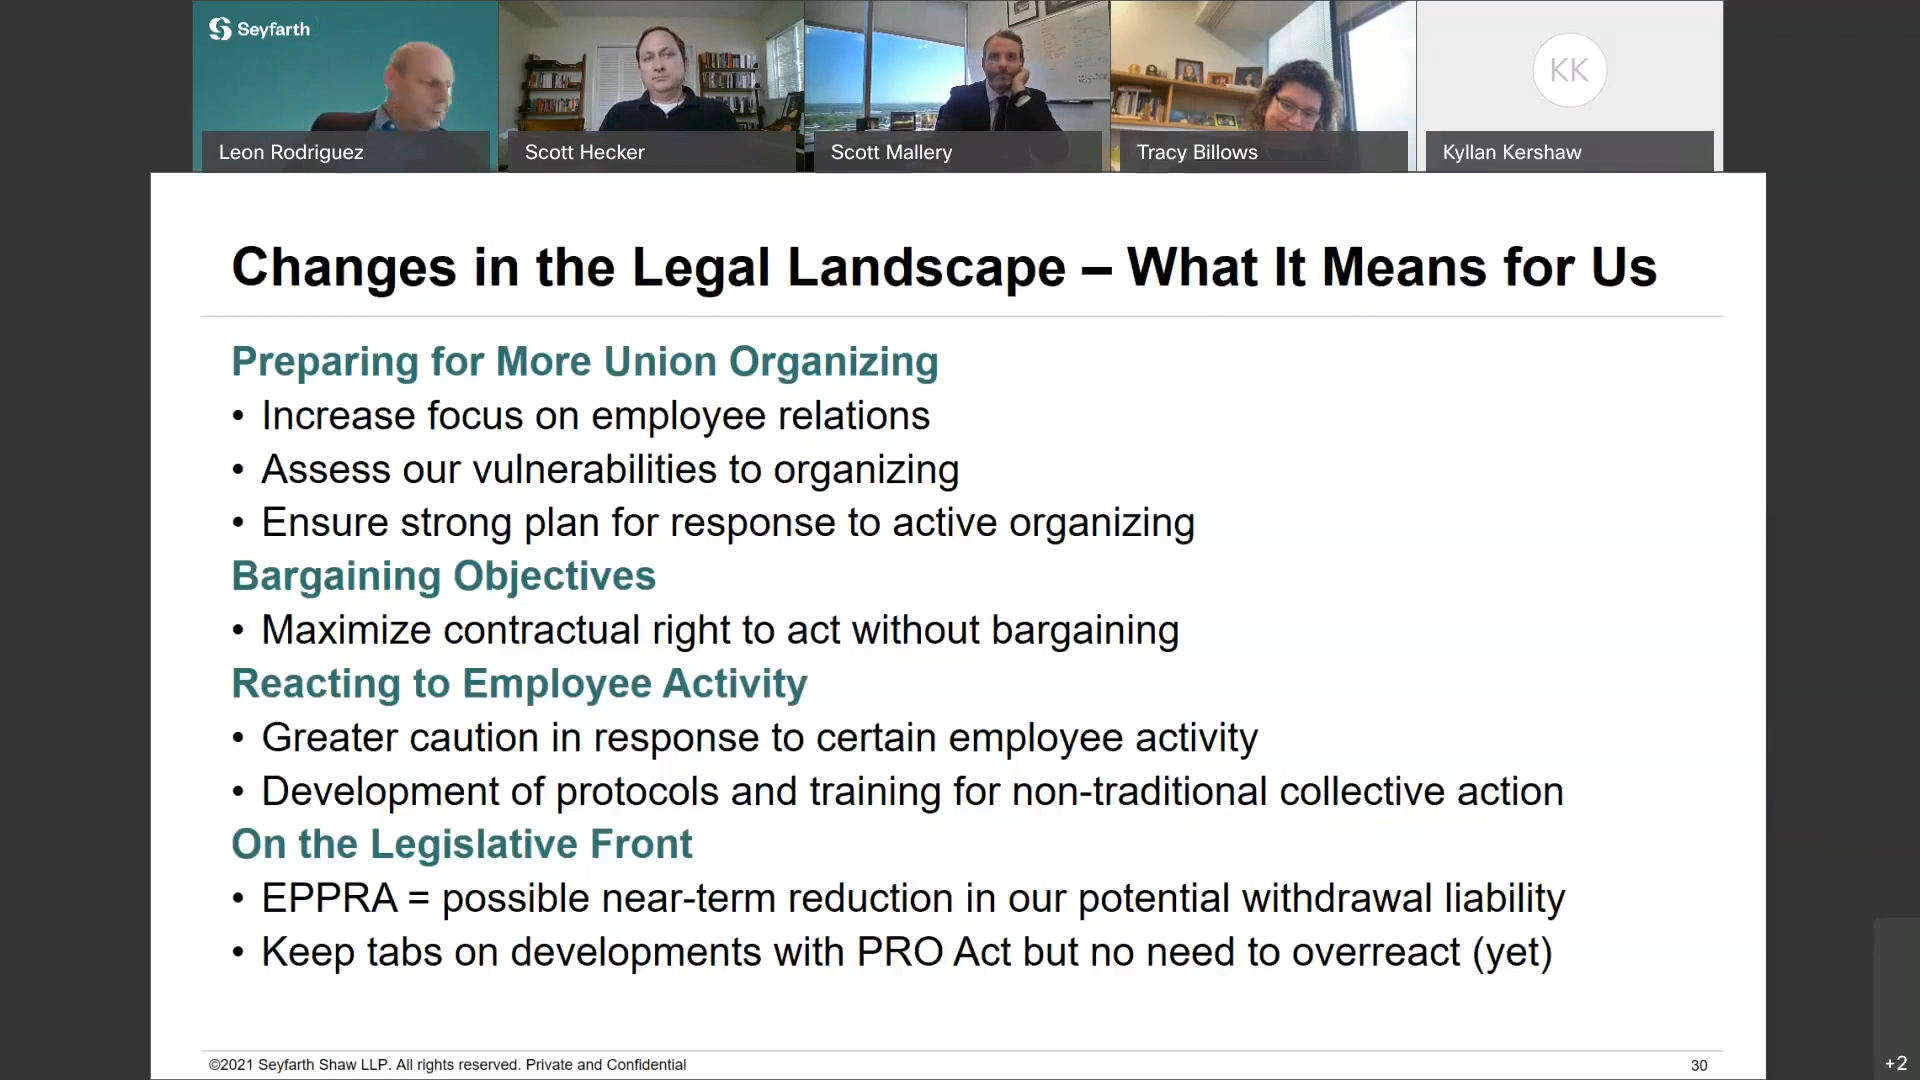 Seyfarth
Leon Rodriguez
Scott Hecker
Scott Mallery
Tracy Billows
KK
Kyllan Kershaw
Changes in the Legal Landscape – What It Means for Us
Preparing for More Union Organizing
• Increase focus on employee relations
• Assess our vulnerabilities to organizing
• Ensure strong plan for response to active organizing
Bargaining Objectives
• Maximize contractual right to act without bargaining
Reacting to Employee Activity
• Greater caution in response to certain employee activity
• Development of protocols and training for non-traditional collective action
On the Legislative Front
• EPPRA = possible near-term reduction in our potential withdrawal liability
• Keep tabs on developments with PRO Act but no need to overreact (yet)
©2021 Seyfarth Shaw LLP. All rights reserved. Private and Confidential
30
+2